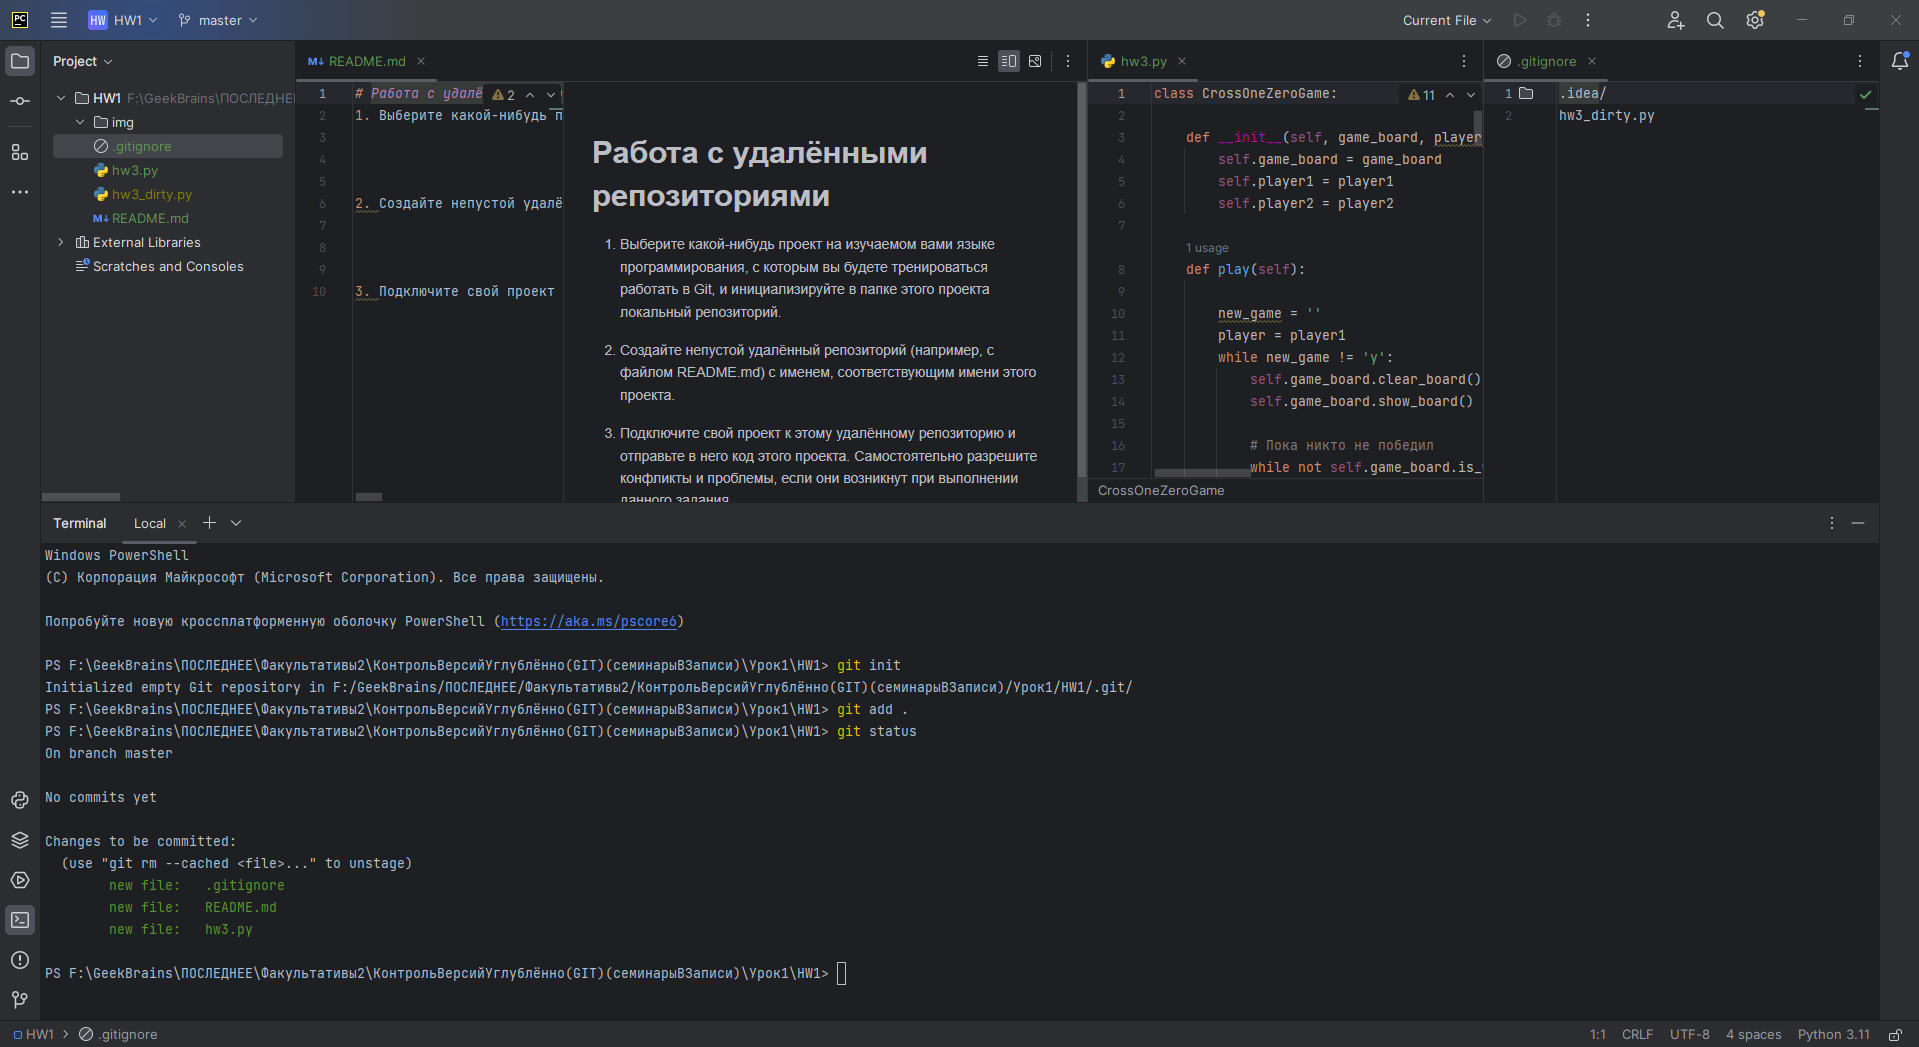 PC HW HW1 master Current File
Project
HW1 F:\GeekBrains\ПОСЛЕДНЕЕ
img
.gitignore
hw3.py
hw3_dirty.py
README.md
External Libraries
Scratches and Consoles
README.md
1 # Работа с удалё 2
2 1. Выберите какой-нибудь п
3
4
5
6 2. Создайте непустой удалё
7
8
9
10 3. Подключите свой проект
Работа с удалёнными
репозиториями
1. Выберите какой-нибудь проект на изучаемом вами языке
программирования, с которым вы будете тренироваться
работать в Git, и инициализируйте в папке этого проекта
локальный репозиторий.
2. Создайте непустой удалённый репозиторий (например, с
файлом README.md) с именем, соответствующим имени этого
проекта.
3. Подключите свой проект к этому удалённому репозиторию и
отправьте в него код этого проекта. Самостоятельно разрешите
конфликты и проблемы, если они возникнут при выполнении
данного задания.
hw3.py
1 class CrossOneZeroGame: 11
2
3 def __init__(self, game_board, player
4 self.game_board = game_board
5 self.player1 = player1
6 self.player2 = player2
7
1 usage
8 def play(self):
9
10 new_game = ''
11 player = player1
12 while new_game != 'y':
13 self.game_board.clear_board()
14 self.game_board.show_board()
15
16 # Пока никто не победил
17 while not self.game_board.is_
CrossOneZeroGame
.gitignore
1 .idea/
2 hw3_dirty.py
Terminal Local
Windows PowerShell
(C) Корпорация Майкрософт (Microsoft Corporation). Все права защищены.
Попробуйте новую кроссплатформенную оболочку PowerShell (https://aka.ms/pscore6)
PS F:\GeekBrains\ПОСЛЕДНЕЕ\Факультативы2\КонтрольВерсийУглублённо(GIT)(семинарыВЗаписи)\Урок1\HW1> git init
Initialized empty Git repository in F:/GeekBrains/ПОСЛЕДНЕЕ/Факультативы2/КонтрольВерсийУглублённо(GIT)(семинарыВЗаписи)/Урок1/HW1/.git/
PS F:\GeekBrains\ПОСЛЕДНЕЕ\Факультативы2\КонтрольВерсийУглублённо(GIT)(семинарыВЗаписи)\Урок1\HW1> git add .
PS F:\GeekBrains\ПОСЛЕДНЕЕ\Факультативы2\КонтрольВерсийУглублённо(GIT)(семинарыВЗаписи)\Урок1\HW1> git status
On branch master
No commits yet
Changes to be committed:
(use "git rm --cached <file>..." to unstage)
new file: .gitignore
new file: README.md
new file: hw3.py
PS F:\GeekBrains\ПОСЛЕДНЕЕ\Факультативы2\КонтрольВерсийУглублённо(GIT)(семинарыВЗаписи)\Урок1\HW1>
HW1 > .gitignore 1:1 CRLF UTF-8 4 spaces Python 3.11